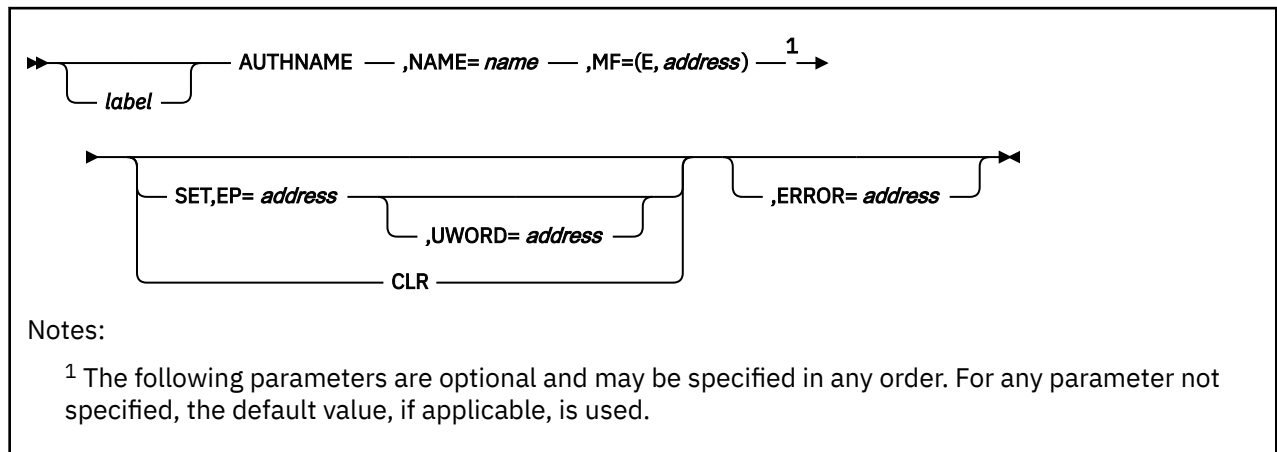 AUTHNAME ,NAME= name ,MF=(E, address) 1
label
SET,EP= address ,ERROR= address
,UWORD= address
CLR
Notes:
1 The following parameters are optional and may be specified in any order. For any parameter not
specified, the default value, if applicable, is used.